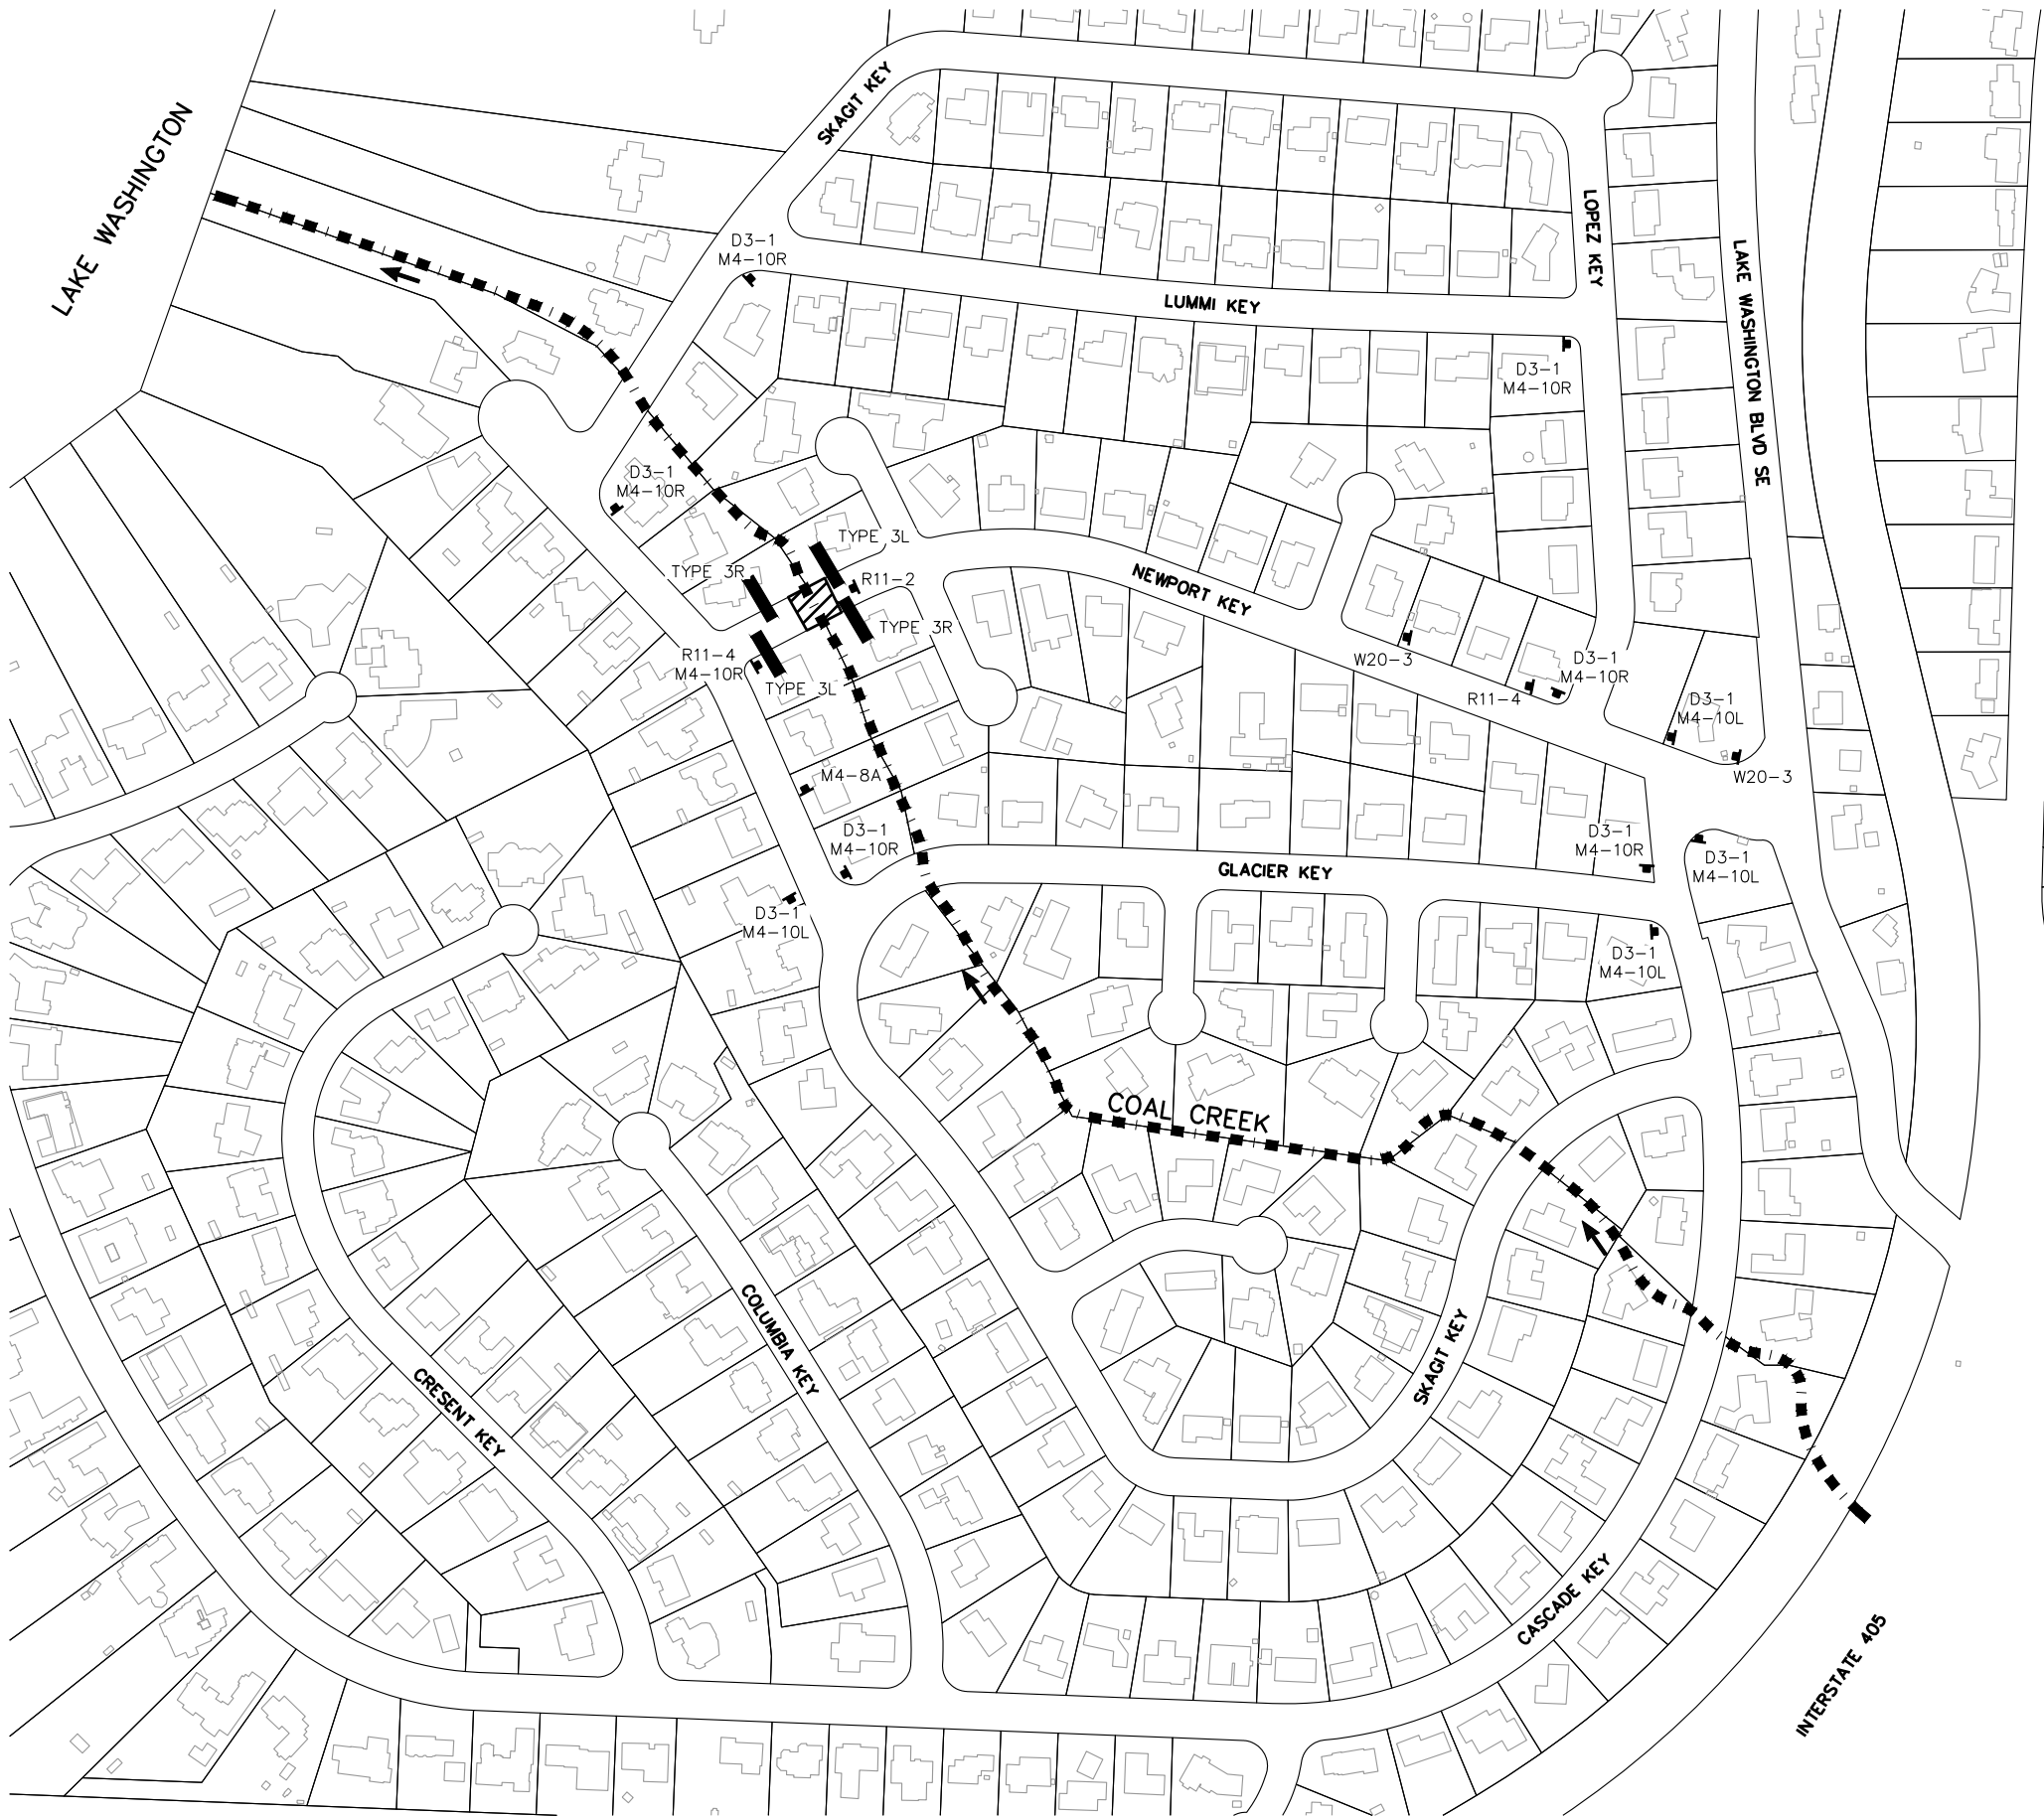 SKAGIT KEY
LAKE WASHINGTON
D3-1
M4-10R
LOPEZ KEY
LUMMI KEY
LAKE WASHINGTON BLVD SE
D3-1
M4-10R
D3-1
M4-10R
TYPE 3L
TYPE 3R
R11-2
NEWPORT KEY
TYPE 3R
R11-4
M4-10R
TYPE 3L
W20-3
D3-1
M4-10R
R11-4
D3-1
M4-10L
W20-3
M4-8A
D3-1
M4-10R
D3-1
M4-10R
GLACIER KEY
D3-1
M4-10L
D3-1
M4-10L
D3-1
M4-10L
COAL CREEK
COLUMBIA KEY
SKAGIT KEY
CRESENT KEY
CASCADE KEY
INTERSTATE 405